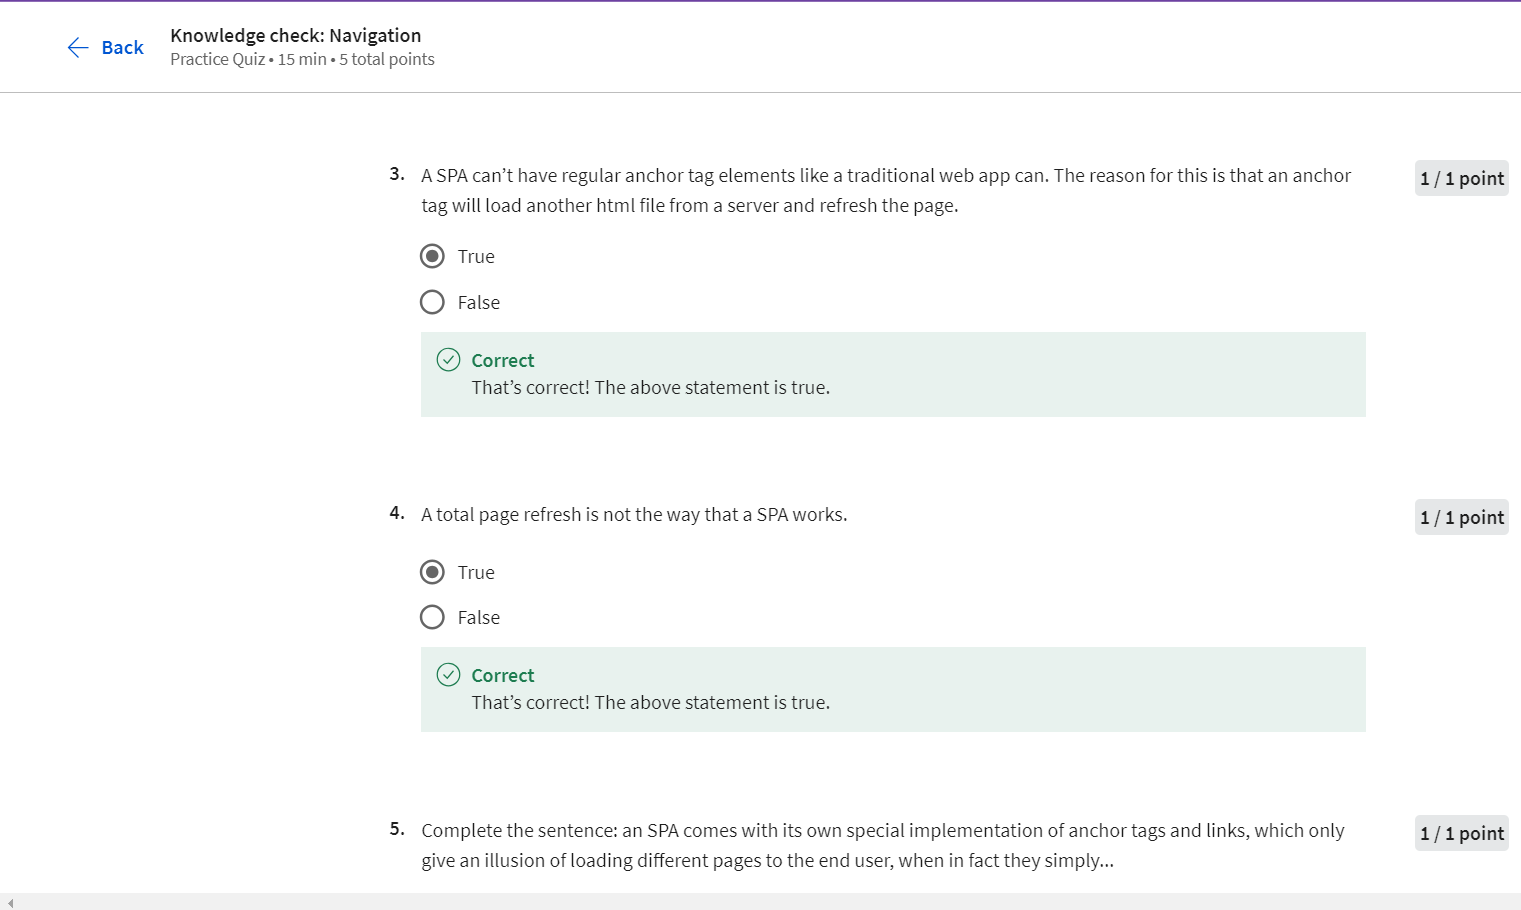 Back
Knowledge check: Navigation
Practice Quiz • 15 min • 5 total points
3. A SPA can’t have regular anchor tag elements like a traditional web app can. The reason for this is that an anchor
tag will load another html file from a server and refresh the page.
1 / 1 point
True
False
Correct
That’s correct! The above statement is true.
4. A total page refresh is not the way that a SPA works.
1 / 1 point
True
False
Correct
That’s correct! The above statement is true.
5. Complete the sentence: an SPA comes with its own special implementation of anchor tags and links, which only
give an illusion of loading different pages to the end user, when in fact they simply...
1 / 1 point